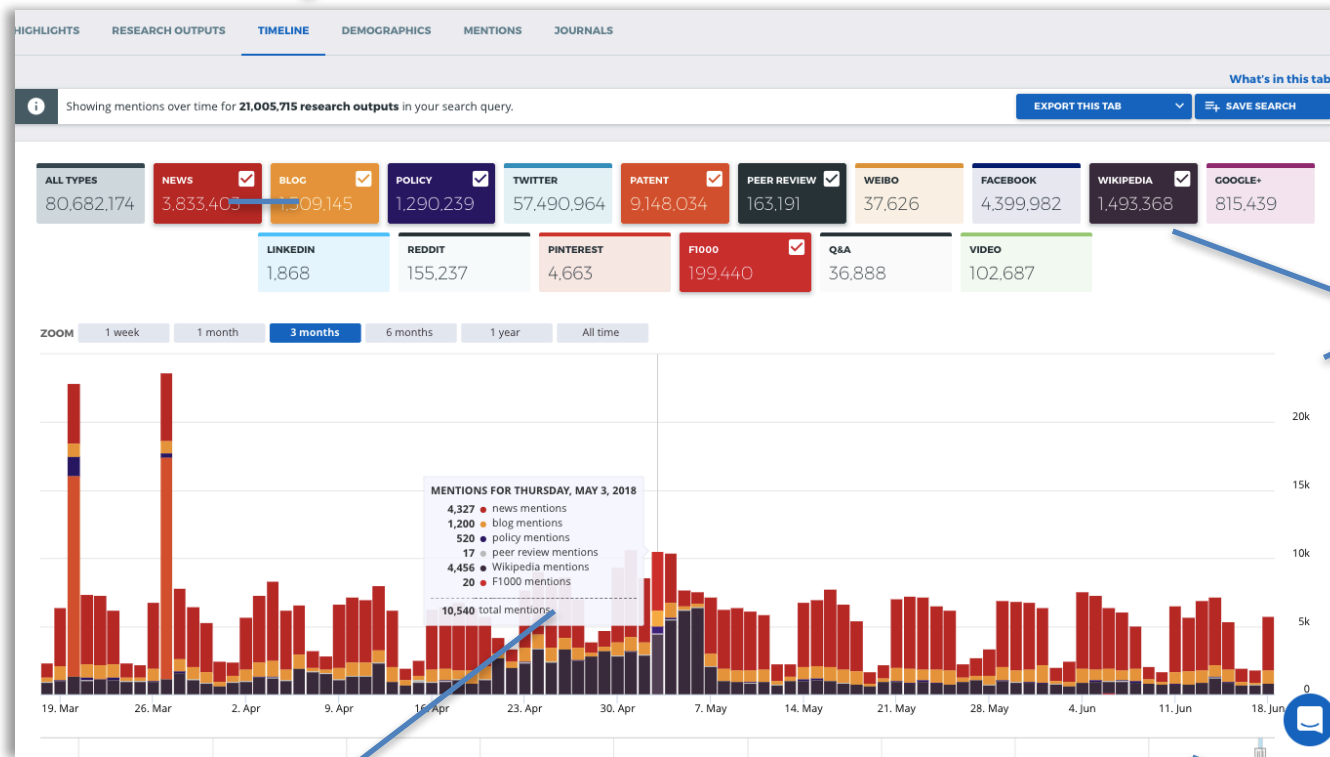 HIGHLIGHTS RESEARCH OUTPUTS TIMELINE DEMOGRAPHICS MENTIONS JOURNALS
What's in this tab
Showing mentions over time for 21,005,715 research outputs in your search query.
EXPORT THIS TAB SAVE SEARCH
ALL TYPES NEWS BLOG POLICY TWITTER PATENT PEER REVIEW WEIBO FACEBOOK WIKIPEDIA GOOGLE+
80,682,174 3,833,403 1,509,145 1,290,239 57,490,964 9,148,034 163,191 37,626 4,399,982 1,493,368 815,439
LINKEDIN REDDIT PINTEREST F1000 Q&A VIDEO
1,868 155,237 4,663 199,440 36,888 102,687
ZOOM 1 week 1 month 3 months 6 months 1 year All time
20k
15k
MENTIONS FOR THURSDAY, MAY 3, 2018
4,327 news mentions
1,200 blog mentions
520 policy mentions
17 peer review mentions
4,456 Wikipedia mentions
20 F1000 mentions
10,540 total mentions
10k
5k
0
19. Mar 26. Mar 2. Apr 9. Apr 16. Apr 23. Apr 30. Apr 7. May 14. May 21. May 28. May 4. Jun 11. Jun 18. Jun